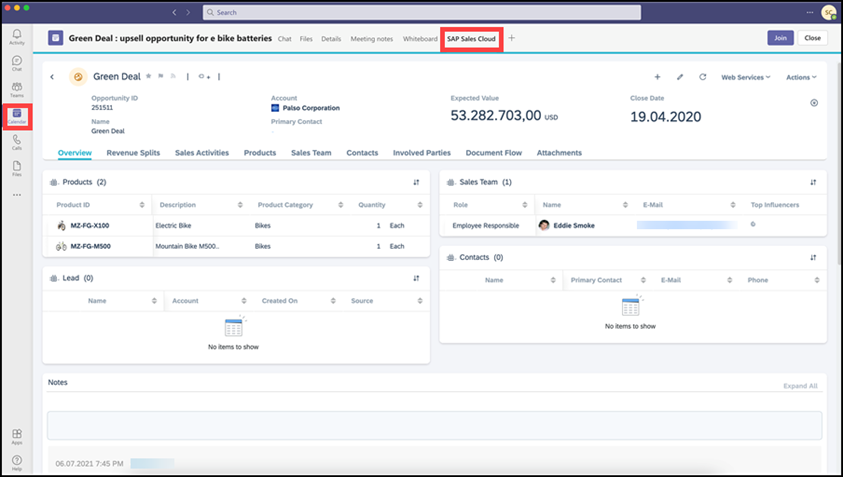 Search
SC
Green Deal : upsell opportunity for e bike batteries Chat Files Details Meeting notes Whiteboard SAP Sales Cloud Join Close
Activity
Chat
Teams
Calendar
Calls
Files
Apps
Help
Green Deal Web Services Actions
Opportunity ID Account Expected Value Close Date
251511 Palso Corporation 53.282.703,00 USD 19.04.2020
Name Primary Contact
Green Deal
Overview Revenue Splits Sales Activities Products Sales Team Contacts Involved Parties Document Flow Attachments
Products (2)
Product ID Description Product Category Quantity
MZ-FG-X100 Electric Bike Bikes 1 Each
MZ-FG-M500 Mountain Bike M500.. Bikes 1 Each
Sales Team (1)
Role Name E-Mail Top Influencers
Employee Responsible Eddie Smoke
Lead (0)
Name Account Created On Source
No items to show
Contacts (0)
Name Primary Contact E-Mail Phone
No items to show
Notes
Expand All
06.07.2021 7:45 PM